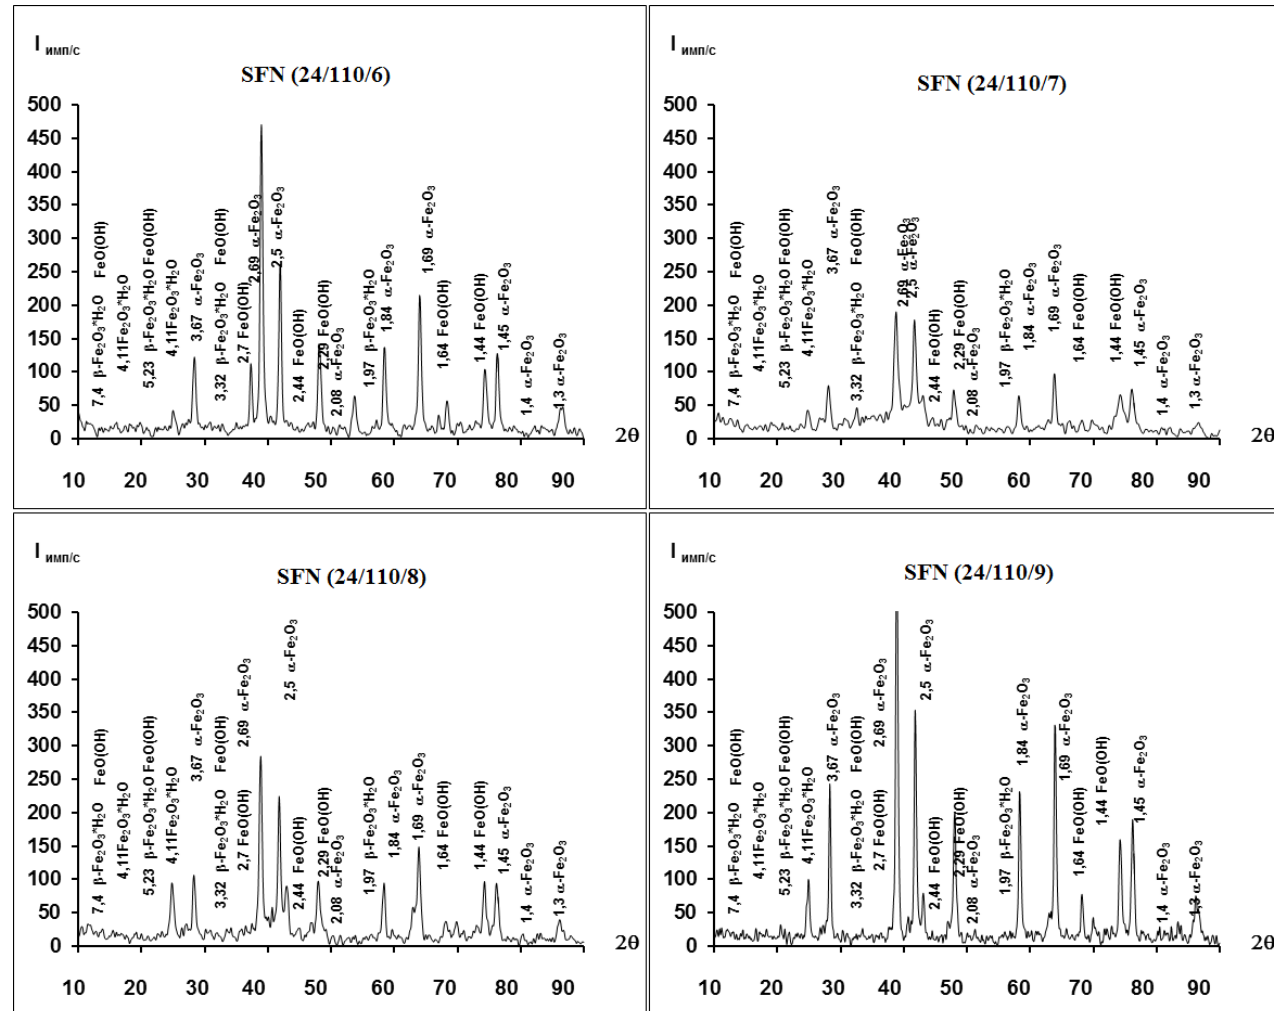 I имп/с
SFN (24/110/6)
500
450
400
350
300
250
200
150
100
50
0
7,4 β-Fe₂O₃*H₂O FeO(OH)
4,11Fe₂O₃*H₂O
5,23 β-Fe₂O₃*H₂O FeO(OH)
4,11Fe₂O₃*H₂O
3,67 α-Fe₂O₃
3,32 β-Fe₂O₃*H₂O FeO(OH)
2,7 FeO(OH)
2,69 α-Fe₂O₃
2,5 α-Fe₂O₃
2,44 FeO(OH)
2,29 FeO(OH)
2,08 α-Fe₂O₃
1,97 β-Fe₂O₃*H₂O
1,84 α-Fe₂O₃
1,69 α-Fe₂O₃
1,64 FeO(OH)
1,44 FeO(OH)
1,45 α-Fe₂O₃
1,4 α-Fe₂O₃
1,3 α-Fe₂O₃
2θ
10 20 30 40 50 60 70 80 90
I имп/с
SFN (24/110/7)
500
450
400
350
300
250
200
150
100
50
0
7,4 β-Fe₂O₃*H₂O FeO(OH)
4,11Fe₂O₃*H₂O
5,23 β-Fe₂O₃*H₂O FeO(OH)
4,11Fe₂O₃*H₂O
3,67 α-Fe₂O₃
3,32 β-Fe₂O₃*H₂O FeO(OH)
2,69 α-Fe₂O₃
2,5 α-Fe₂O₃
2,44 FeO(OH)
2,29 FeO(OH)
2,08 α-Fe₂O₃
1,97 β-Fe₂O₃*H₂O
1,84 α-Fe₂O₃
1,69 α-Fe₂O₃
1,64 FeO(OH)
1,44 FeO(OH)
1,45 α-Fe₂O₃
1,4 α-Fe₂O₃
1,3 α-Fe₂O₃
2θ
10 20 30 40 50 60 70 80 90
I имп/с
SFN (24/110/8)
500
450
400
350
300
250
200
150
100
50
0
7,4 β-Fe₂O₃*H₂O FeO(OH)
4,11Fe₂O₃*H₂O
5,23 β-Fe₂O₃*H₂O FeO(OH)
4,11Fe₂O₃*H₂O
3,67 α-Fe₂O₃
3,32 β-Fe₂O₃*H₂O FeO(OH)
2,7 FeO(OH)
2,69 α-Fe₂O₃
2,5 α-Fe₂O₃
2,44 FeO(OH)
2,29 FeO(OH)
2,08 α-Fe₂O₃
1,97 β-Fe₂O₃*H₂O
1,84 α-Fe₂O₃
1,69 α-Fe₂O₃
1,64 FeO(OH)
1,44 FeO(OH)
1,45 α-Fe₂O₃
1,4 α-Fe₂O₃
1,3 α-Fe₂O₃
2θ
10 20 30 40 50 60 70 80 90
I имп/с
SFN (24/110/9)
500
450
400
350
300
250
200
150
100
50
0
7,4 β-Fe₂O₃*H₂O FeO(OH)
4,11Fe₂O₃*H₂O
5,23 β-Fe₂O₃*H₂O FeO(OH)
4,11Fe₂O₃*H₂O
3,67 α-Fe₂O₃
3,32 β-Fe₂O₃*H₂O FeO(OH)
2,7 FeO(OH)
2,69 α-Fe₂O₃
2,5 α-Fe₂O₃
2,44 FeO(OH)
2,29 FeO(OH)
2,08 α-Fe₂O₃
1,97 β-Fe₂O₃*H₂O
1,84 α-Fe₂O₃
1,69 α-Fe₂O₃
1,64 FeO(OH)
1,44 FeO(OH)
1,45 α-Fe₂O₃
1,4 α-Fe₂O₃
1,3 α-Fe₂O₃
2θ
10 20 30 40 50 60 70 80 90